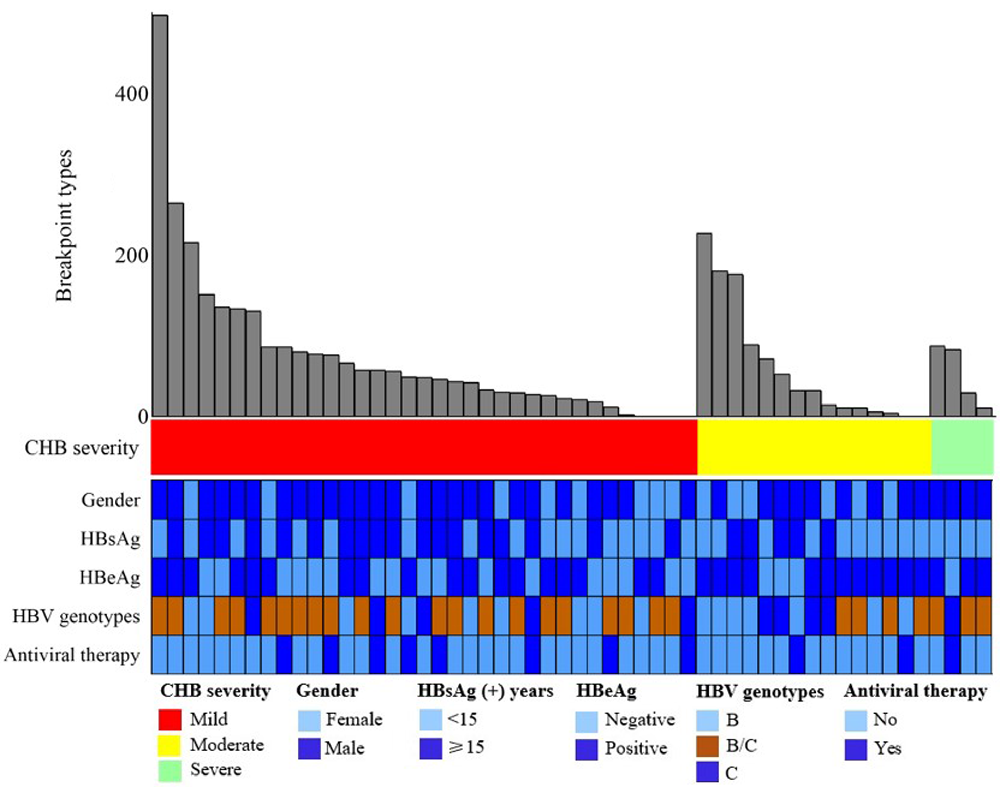 Breakpoint types
400
200
0
CHB severity
Gender
HBsAg
HBeAg
HBV genotypes
Antiviral therapy
CHB severity Gender HBsAg (+) years HBeAg HBV genotypes Antiviral therapy
Mild Female <15 Negative B No
Moderate Male ⩾15 Positive B/C Yes
Severe C